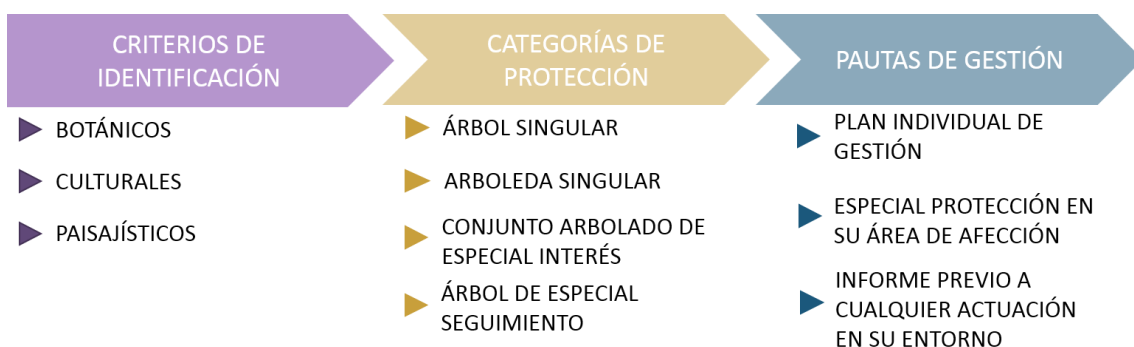 CRITERIOS DE
IDENTIFICACIÓN
BOTÁNICOS
CULTURALES
PAISAJÍSTICOS
CATEGORÍAS DE
PROTECCIÓN
ÁRBOL SINGULAR
ARBOLEDA SINGULAR
CONJUNTO ARBOLADO DE
ESPECIAL INTERÉS
ÁRBOL DE ESPECIAL
SEGUIMIENTO
PAUTAS DE GESTIÓN
PLAN INDIVIDUAL DE
GESTIÓN
ESPECIAL PROTECCIÓN EN
SU ÁREA DE AFECCIÓN
INFORME PREVIO A
CUALQUIER ACTUACIÓN
EN SU ENTORNO